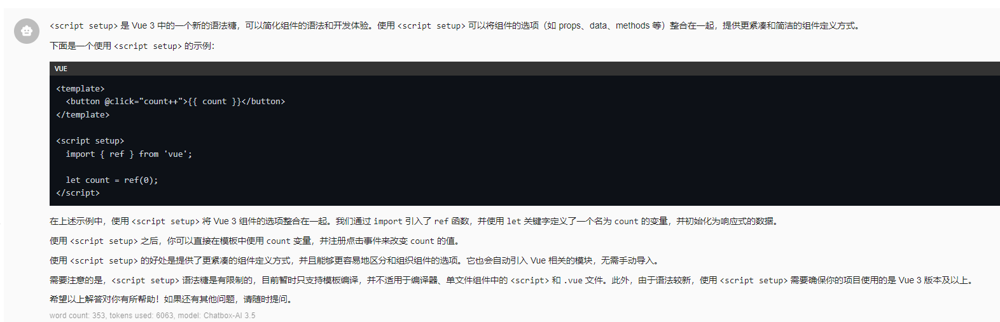 <script setup> 是 Vue 3 中的一个新的语法糖，可以简化组件的语法和开发体验。使用 <script setup> 可以将组件的选项（如 props、data、methods 等）整合在一起，提供更紧凑和简洁的组件定义方式。
下面是一个使用 <script setup> 的示例：
VUE
<template>
  <button @click="count++">{{ count }}</button>
</template>
<script setup>
  import { ref } from 'vue';
  let count = ref(0);
</script>
在上述示例中，使用 <script setup> 将 Vue 3 组件的选项整合在一起。我们通过 import 引入了 ref 函数，并使用 let 关键字定义了一个名为 count 的变量，并初始化为响应式的数据。
使用 <script setup> 之后，你可以直接在模板中使用 count 变量，并注册点击事件来改变 count 的值。
使用 <script setup> 的好处是提供了更紧凑的组件定义方式，并且能够更容易地区分和组织组件的选项。它也会自动引入 Vue 相关的模块，无需手动导入。
需要注意的是，<script setup> 语法糖是有限制的，目前暂时只支持模板编译，并不适用于编译器、单文件组件中的 <script> 和 .vue 文件。此外，由于语法较新，使用 <script setup> 需要确保你的项目使用的是 Vue 3 版本及以上。
希望以上解答对你有所帮助！如果还有其他问题，请随时提问。
word count: 353, tokens used: 6063, model: Chatbox-AI 3.5